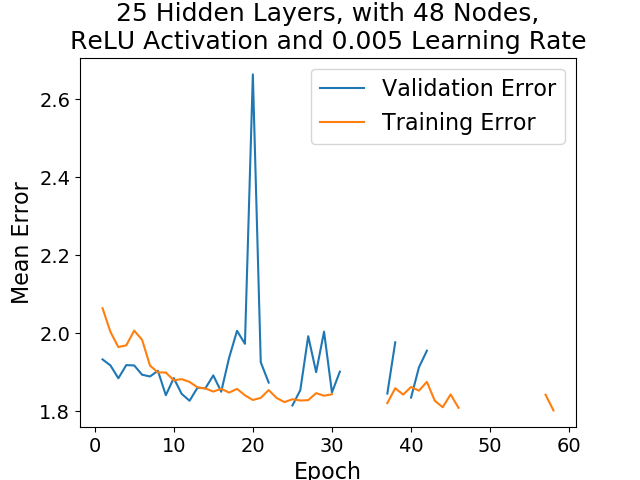 25 Hidden Layers, with 48 Nodes,
ReLU Activation and 0.005 Learning Rate
Validation Error
Training Error
Mean Error
2.6
2.4
2.2
2.0
1.8
0 10 20 30 40 50 60
Epoch